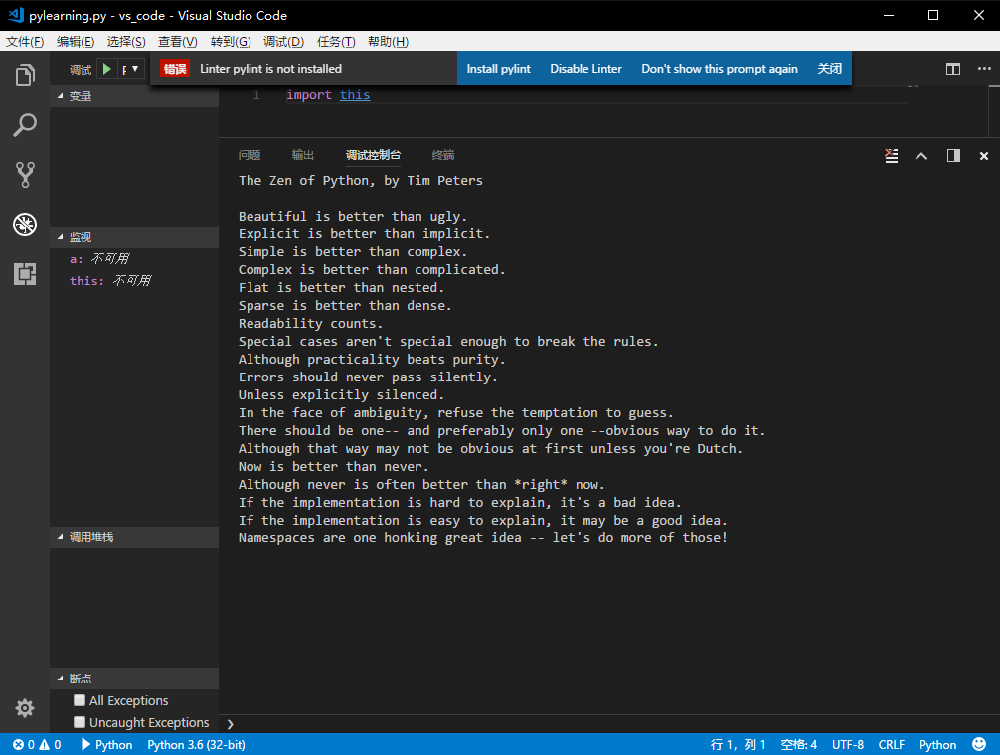 pylearning.py - vs_code - Visual Studio Code
文件(F) 编辑(E) 选择(S) 查看(V) 转到(G) 调试(D) 任务(T) 帮助(H)
调试
错误 Linter pylint is not installed Install pylint Disable Linter Don't show this prompt again 关闭
变量
1 import this
问题 输出 调试控制台 终端
The Zen of Python, by Tim Peters
Beautiful is better than ugly.
Explicit is better than implicit.
Simple is better than complex.
Complex is better than complicated.
Flat is better than nested.
Sparse is better than dense.
Readability counts.
Special cases aren't special enough to break the rules.
Although practicality beats purity.
Errors should never pass silently.
Unless explicitly silenced.
In the face of ambiguity, refuse the temptation to guess.
There should be one-- and preferably only one --obvious way to do it.
Although that way may not be obvious at first unless you're Dutch.
Now is better than never.
Although never is often better than *right* now.
If the implementation is hard to explain, it's a bad idea.
If the implementation is easy to explain, it may be a good idea.
Namespaces are one honking great idea -- let's do more of those!
监视
a: 不可用
this: 不可用
调用堆栈
断点
All Exceptions
Uncaught Exceptions
0 0 Python Python 3.6 (32-bit) 行 1，列 1 空格: 4 UTF-8 CRLF Python